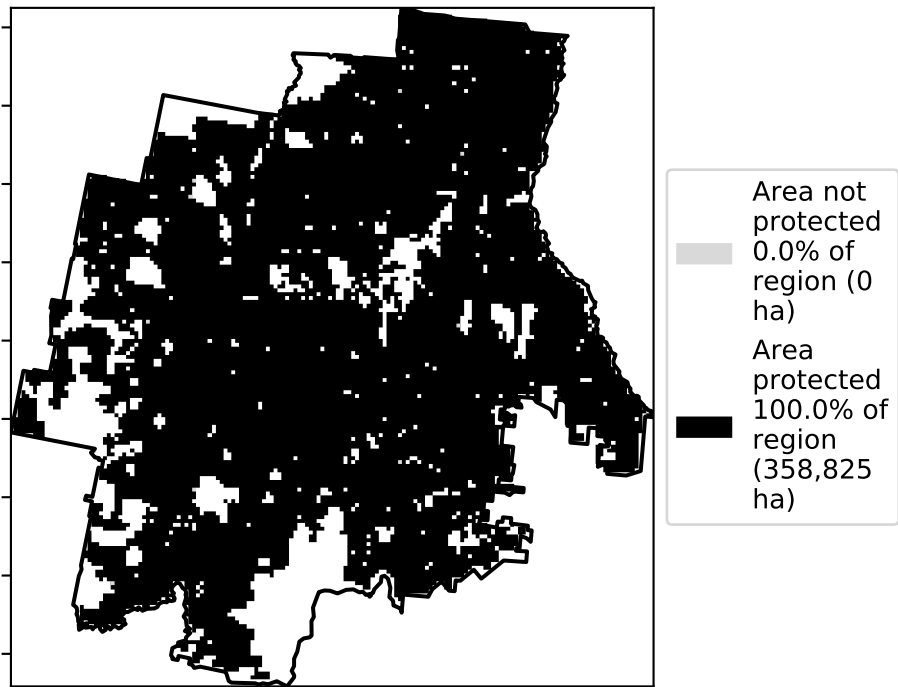 Area not
protected
0.0% of
region (0
ha)
Area
protected
100.0% of
region
(358,825
ha)